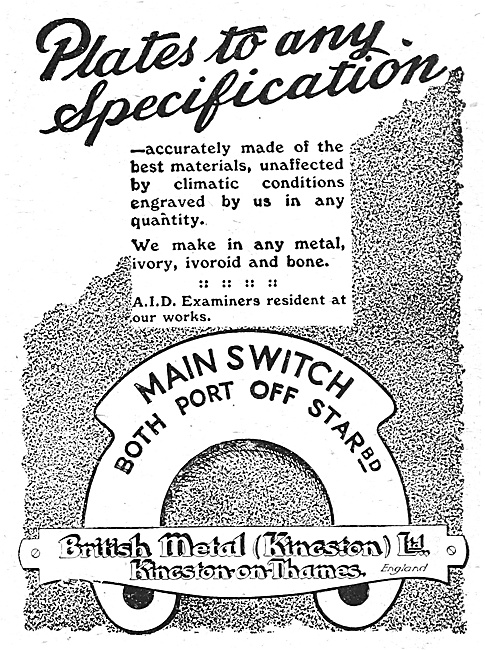 Plates to any
Specification.
—accurately made of the
best materials, unaffected
by climatic conditions
engraved by us in any
quantity.
We make in any metal,
ivory, ivoroid and bone.
:: :: :: ::
A.I.D. Examiners resident at
our works.
MAIN SWITCH
BOTH PORT OFF STARBD
British Metal (Kingston) Ltd.
Kingston-on-Thames. England